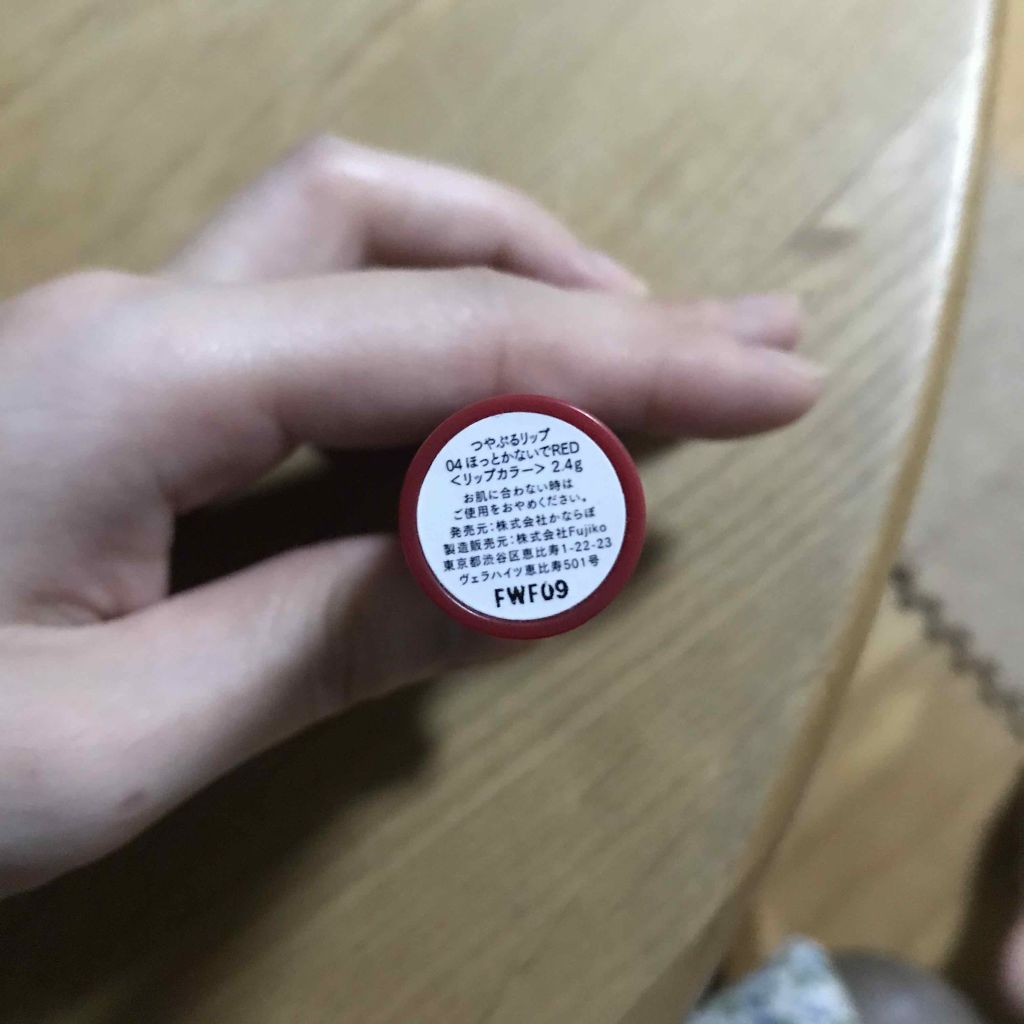 つやぷるリップ
04 ほっとかないでRED
<リップカラー> 2.4g
お肌に合わない時は
ご使用をおやめください。
発売元:株式会社かならぼ
製造販売元:株式会社Fujiko
東京都渋谷区恵比寿1-22-23
ヴェラハイツ恵比寿501号
FWF09